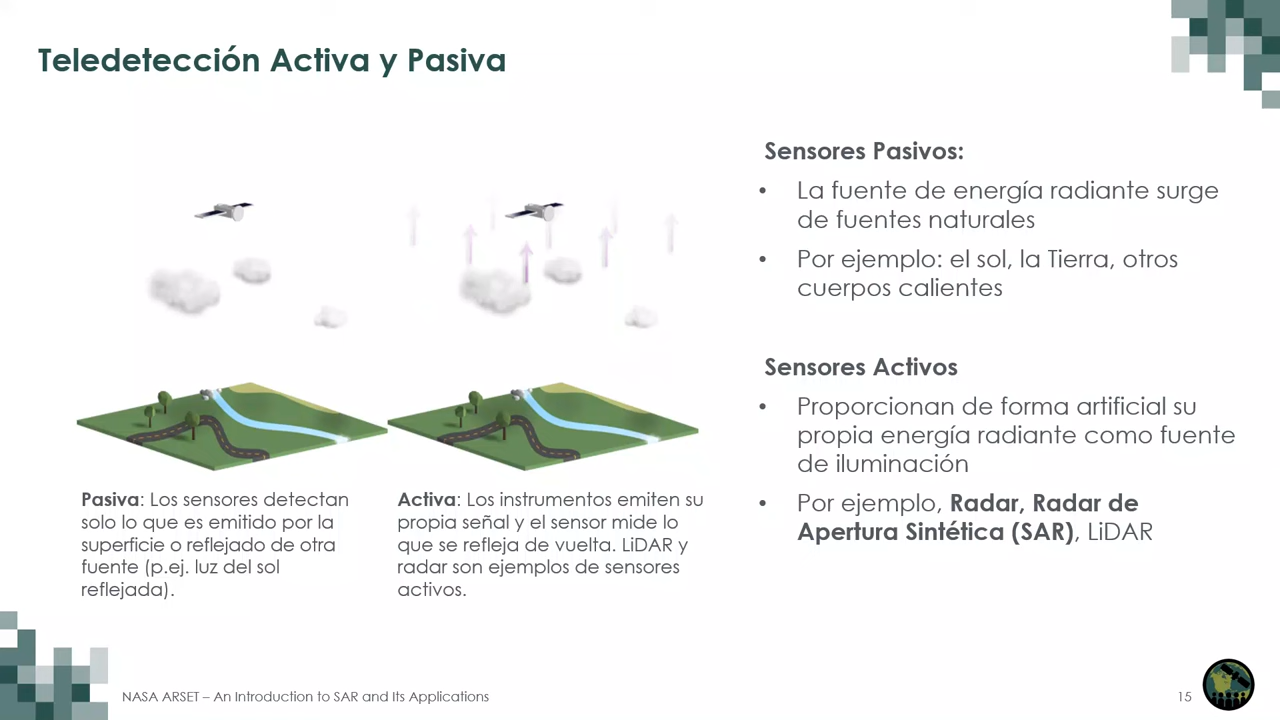 Teledetección Activa y Pasiva
Sensores Pasivos:
• La fuente de energía radiante surge
de fuentes naturales
• Por ejemplo: el sol, la Tierra, otros
cuerpos calientes
Sensores Activos
• Proporcionan de forma artificial su
propia energía radiante como fuente
de iluminación
• Por ejemplo, Radar, Radar de
Apertura Sintética (SAR), LiDAR
Pasiva: Los sensores detectan
solo lo que es emitido por la
superficie o reflejado de otra
fuente (p.ej. luz del sol
reflejada).
Activa: Los instrumentos emiten su
propia señal y el sensor mide lo
que se refleja de vuelta. LiDAR y
radar son ejemplos de sensores
activos.
NASA ARSET – An Introduction to SAR and Its Applications
15